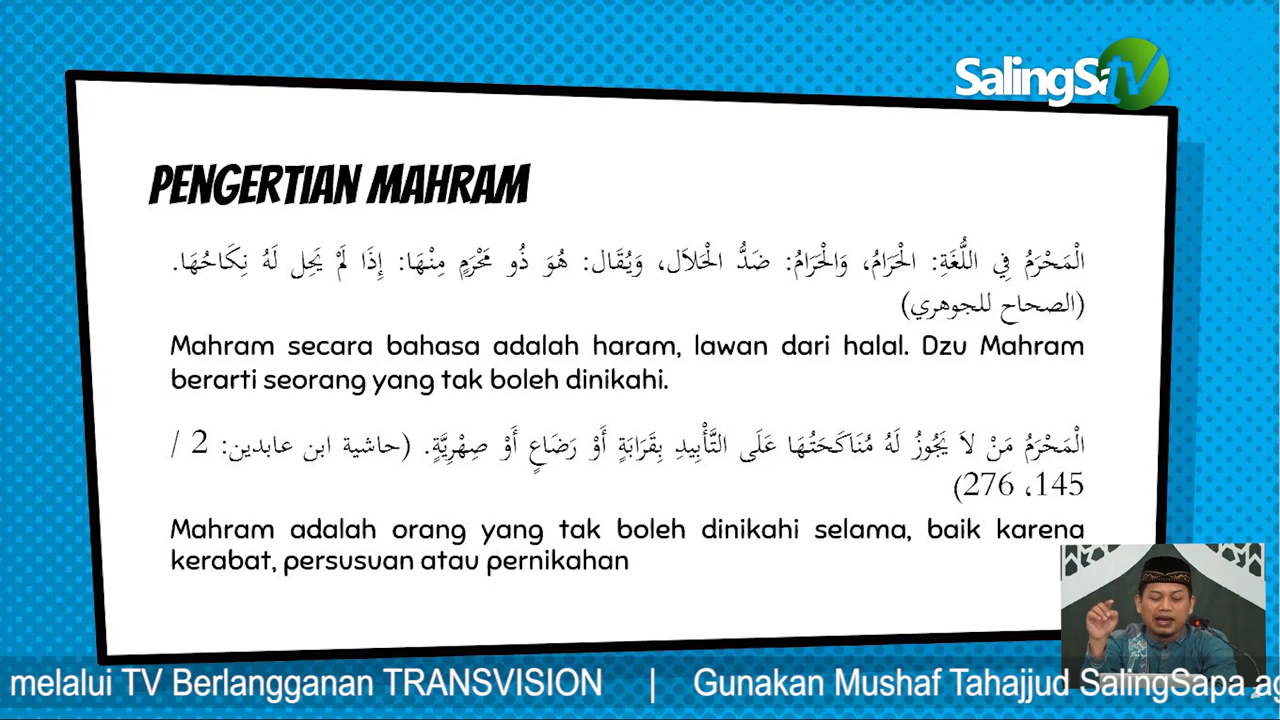 SalingSa TV
PENGERTIAN MAHRAM
الْمَحْرَمُ فِي اللُّغَةِ: الْحَرَامُ، وَالْحَرَامُ: ضَدُّ الْحَلاَل، وَيُقَال: هُوَ ذُو مَحْرَمٍ مِنْهَا: إِذَا لَمْ يَحِل لَهُ نِكَاحُهَا.
(الصحاح للجوهري)
Mahram secara bahasa adalah haram, lawan dari halal. Dzu Mahram
berarti seorang yang tak boleh dinikahi.
الْمَحْرَمُ مَنْ لاَ يَجُوزُ لَهُ مُنَاكَحَتُهَا عَلَى التَّأْبِيدِ بِقَرَابَةٍ أَوْ رَضَاعٍ أَوْ صِهْرِيَّةٍ. (حاشية ابن عابدين: 2 /
145، 276)
Mahram adalah orang yang tak boleh dinikahi selama, baik karena
kerabat, persusuan atau pernikahan
melalui TV Berlangganan TRANSVISION | Gunakan Mushaf Tahajjud SalingSapa ag